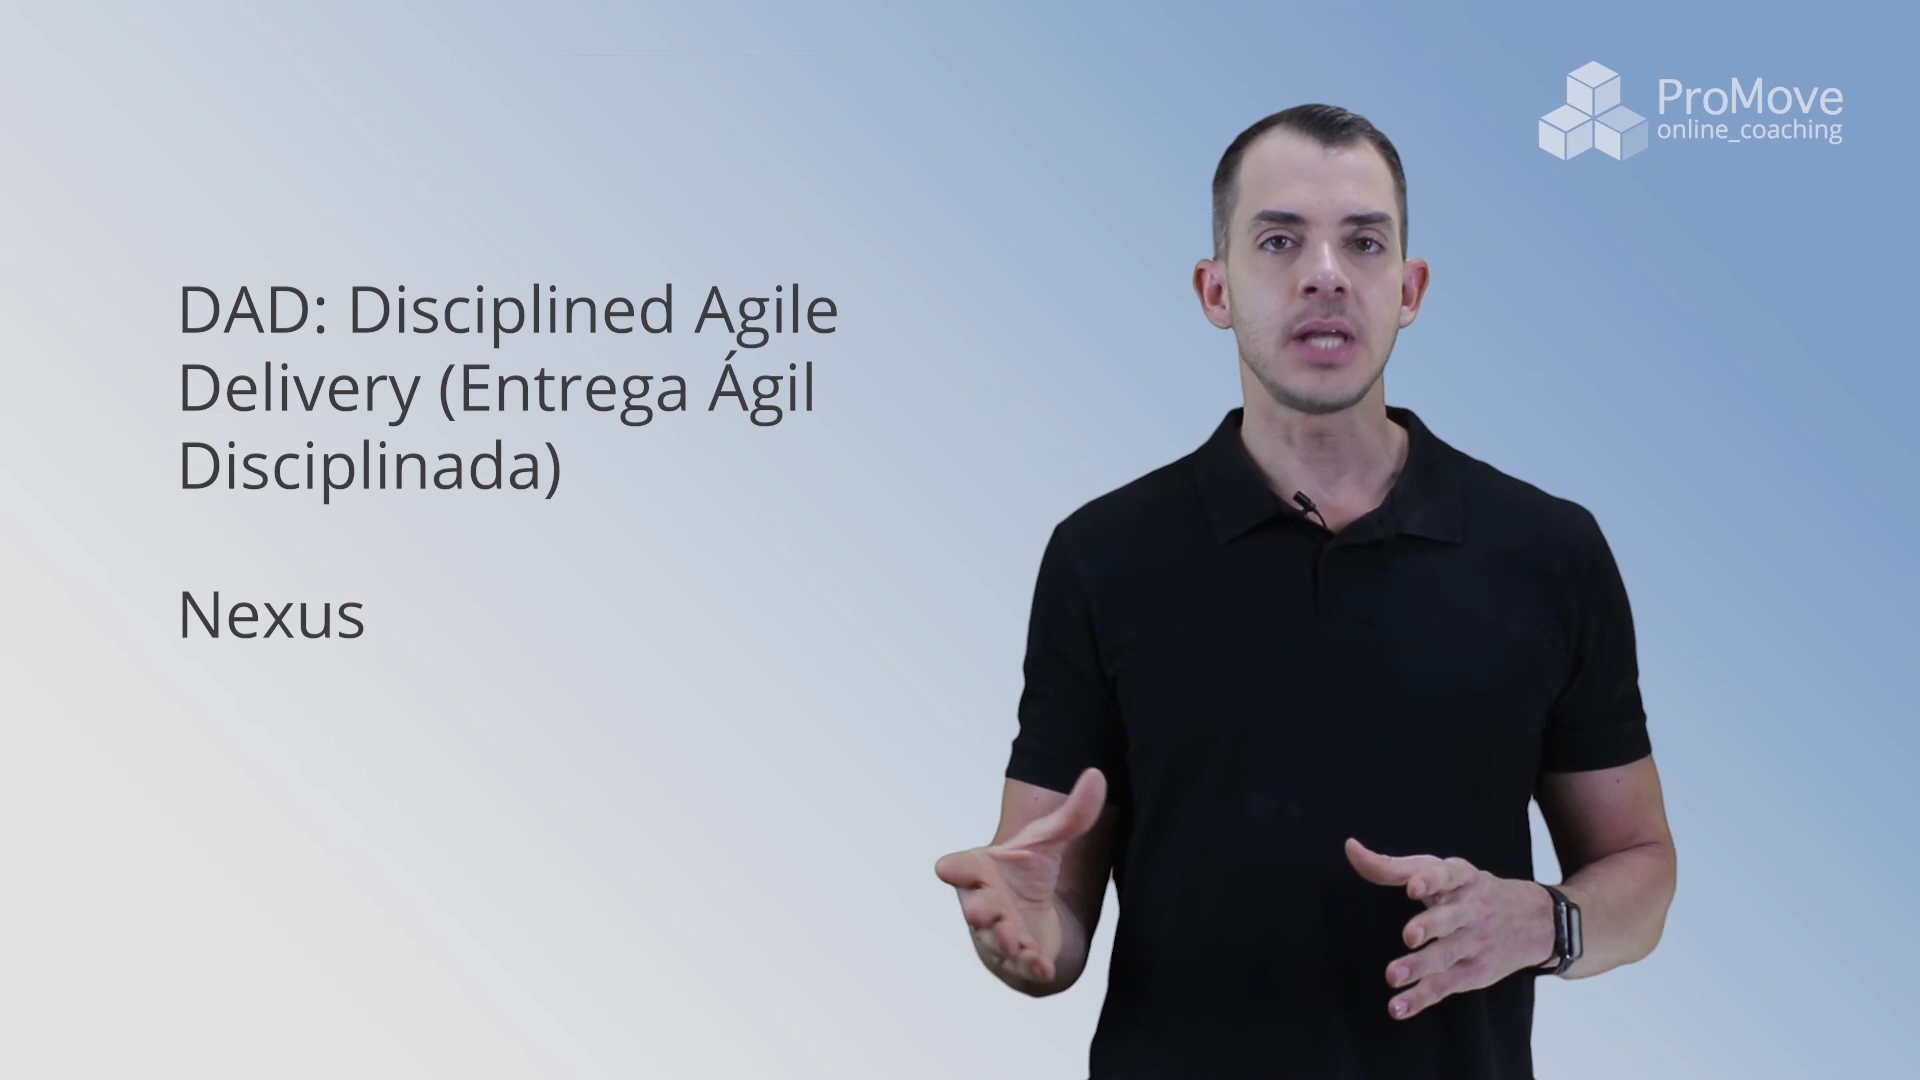 ProMove
online_coaching
DAD: Disciplined Agile
Delivery (Entrega Ágil
Disciplinada)
Nexus